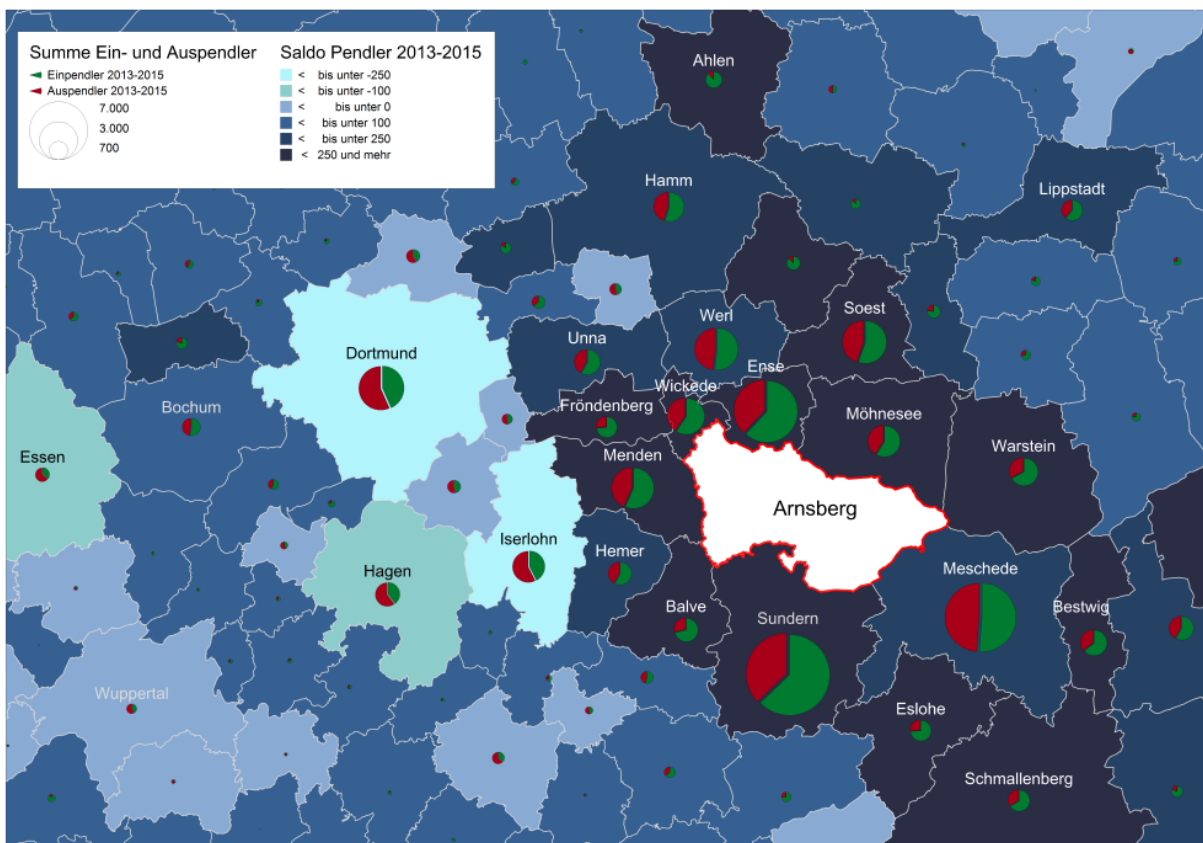 Summe Ein- und Auspendler
Einpendler 2013-2015
Auspendler 2013-2015
7.000
3.000
700
Saldo Pendler 2013-2015
< bis unter -250
< bis unter -100
< bis unter 0
< bis unter 100
< bis unter 250
< 250 und mehr
Ahlen
Hamm
Lippstadt
Soest
Werl
Unna
Dortmund
Ense
Wickede
Fröndenberg
Bochum
Möhnesee
Essen
Menden
Warstein
Arnsberg
Iserlohn
Hemer
Hagen
Meschede
Balve
Sundern
Bestwig
Wuppertal
Eslohe
Schmallenberg